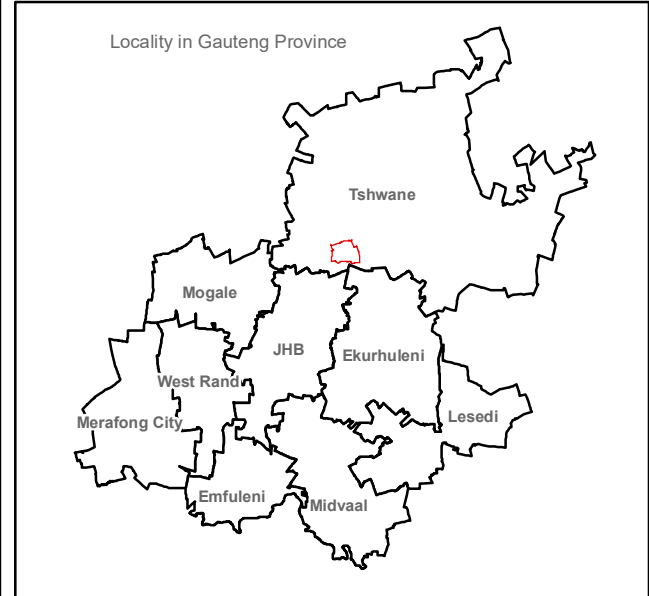 Locality in Gauteng Province
Tshwane
Mogale
JHB
Ekurhuleni
West Rand
Merafong City
Lesedi
Emfuleni
Midvaal